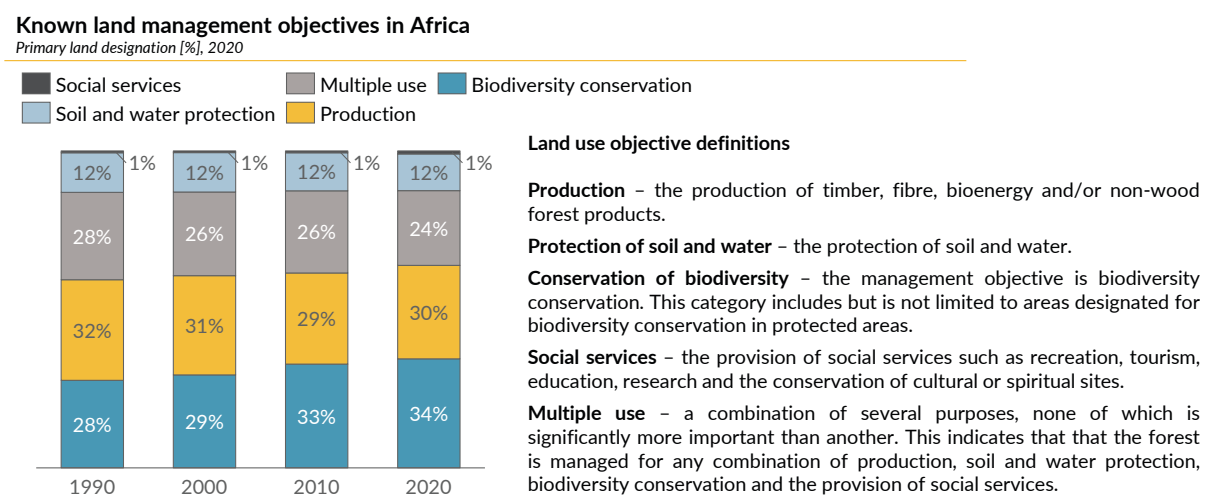 Known land management objectives in Africa
Primary land designation [%], 2020
Social services
Multiple use
Biodiversity conservation
Soil and water protection
Production
12% 1% 12% 1% 12% 1% 12% 1%
28% 26% 26% 24%
32% 31% 29% 30%
28% 29% 33% 34%
1990 2000 2010 2020
Land use objective definitions
Production – the production of timber, fibre, bioenergy and/or non-wood
forest products.
Protection of soil and water – the protection of soil and water.
Conservation of biodiversity – the management objective is biodiversity
conservation. This category includes but is not limited to areas designated for
biodiversity conservation in protected areas.
Social services – the provision of social services such as recreation, tourism,
education, research and the conservation of cultural or spiritual sites.
Multiple use – a combination of several purposes, none of which is
significantly more important than another. This indicates that that the forest
is managed for any combination of production, soil and water protection,
biodiversity conservation and the provision of social services.